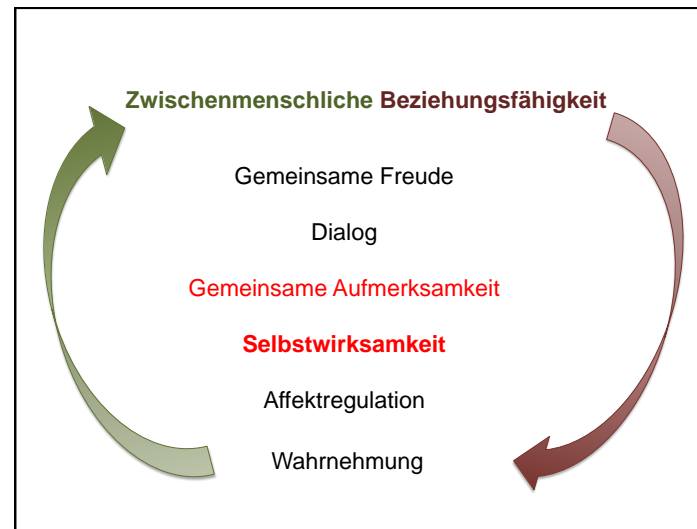 Zwischenmenschliche Beziehungsfähigkeit
Gemeinsame Freude
Dialog
Gemeinsame Aufmerksamkeit
Selbstwirksamkeit
Affektregulation
Wahrnehmung